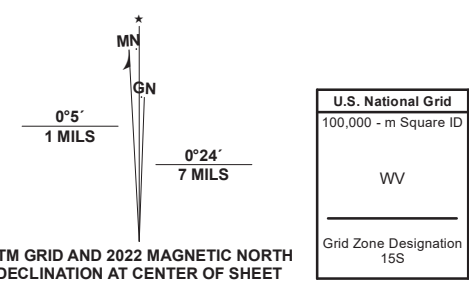 ★
MN
GN
0°5´
1 MILS
0°24´
7 MILS
TM GRID AND 2022 MAGNETIC NORTH
DECLINATION AT CENTER OF SHEET
U.S. National Grid
100,000 - m Square ID
WV
Grid Zone Designation
15S